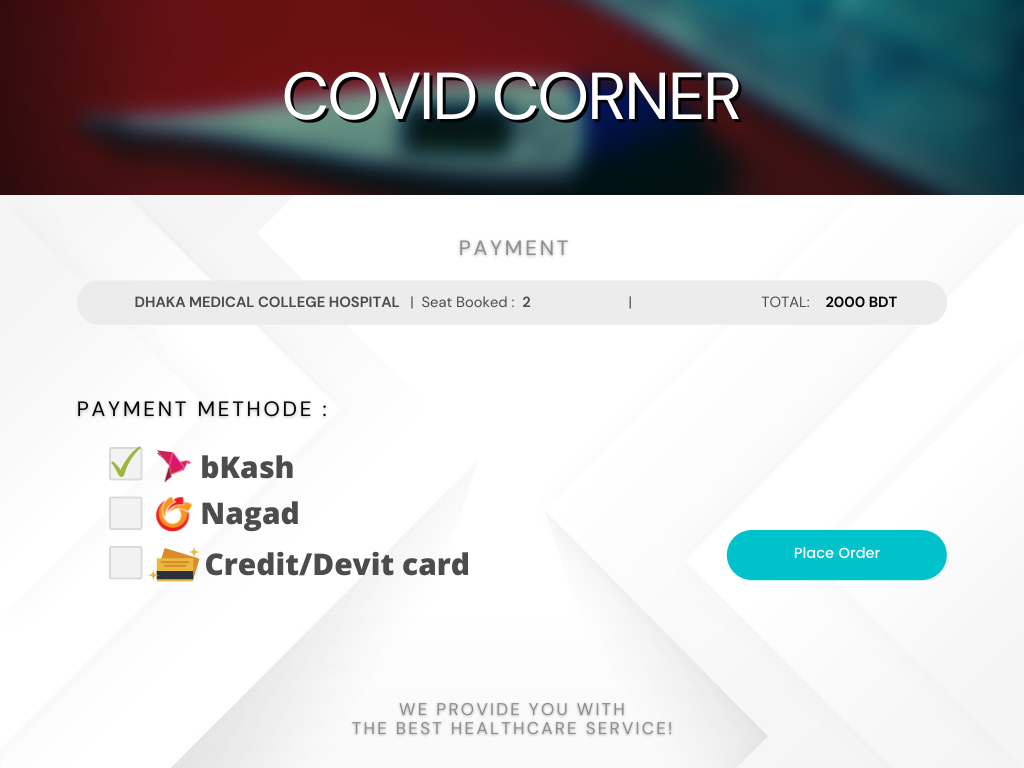 COVID CORNER
PAYMENT
DHAKA MEDICAL COLLEGE HOSPITAL | Seat Booked : 2 | TOTAL: 2000 BDT
PAYMENT METHODE :
bKash
Nagad
Credit/Devit card
Place Order
WE PROVIDE YOU WITH
THE BEST HEALTHCARE SERVICE!